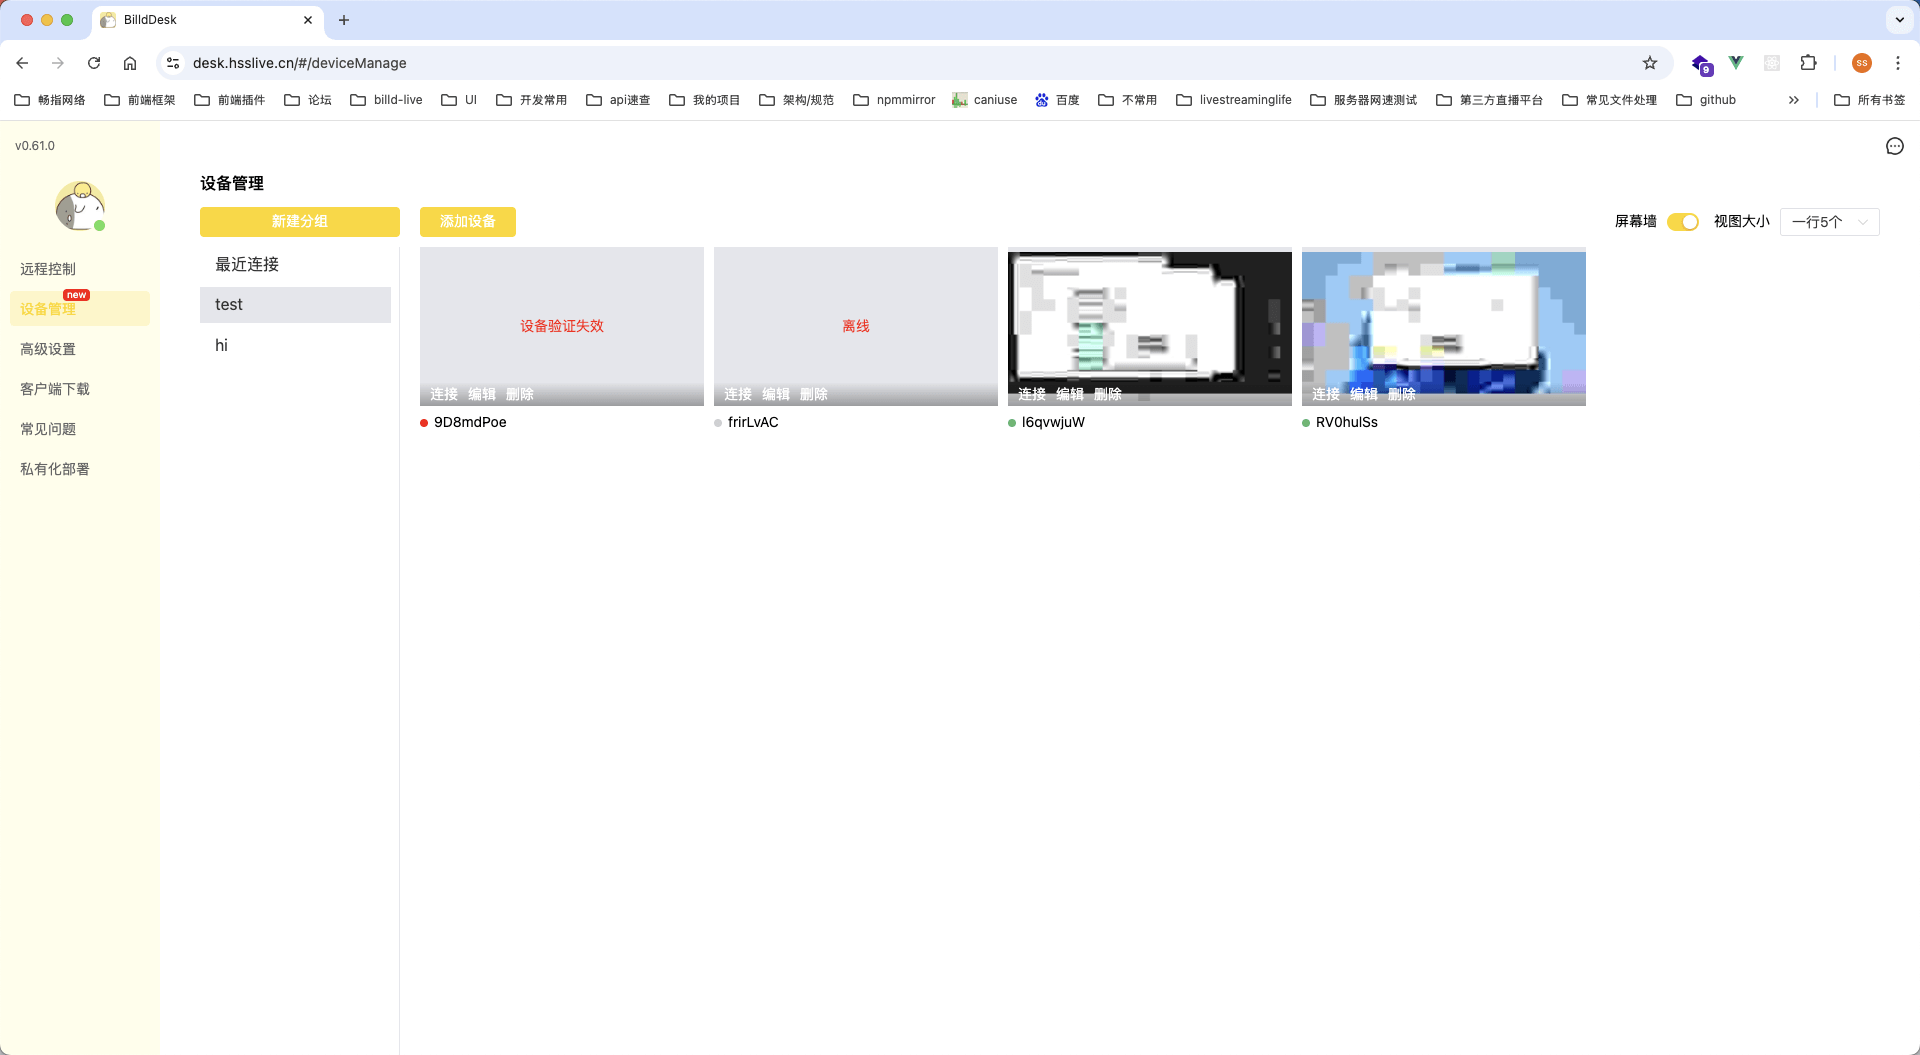 BilldDesk
desk.hsslive.cn/#/deviceManage
9
ss
畅指网络 前端框架 前端插件 论坛 billd-live UI 开发常用 api速查 我的项目 架构/规范 npmmirror caniuse 百度 不常用 livestreaminglife 服务器网速测试 第三方直播平台 常见文件处理 github 所有书签
v0.61.0
远程控制
设备管理 new
高级设置
客户端下载
常见问题
私有化部署
设备管理
新建分组 添加设备 屏幕墙 视图大小 一行5个
最近连接
test
hi
设备验证失效
连接 编辑 删除
9D8mdPoe
离线
连接 编辑 删除
frirLvAC
连接 编辑 删除
l6qvwjuW
连接 编辑 删除
RV0hulSs